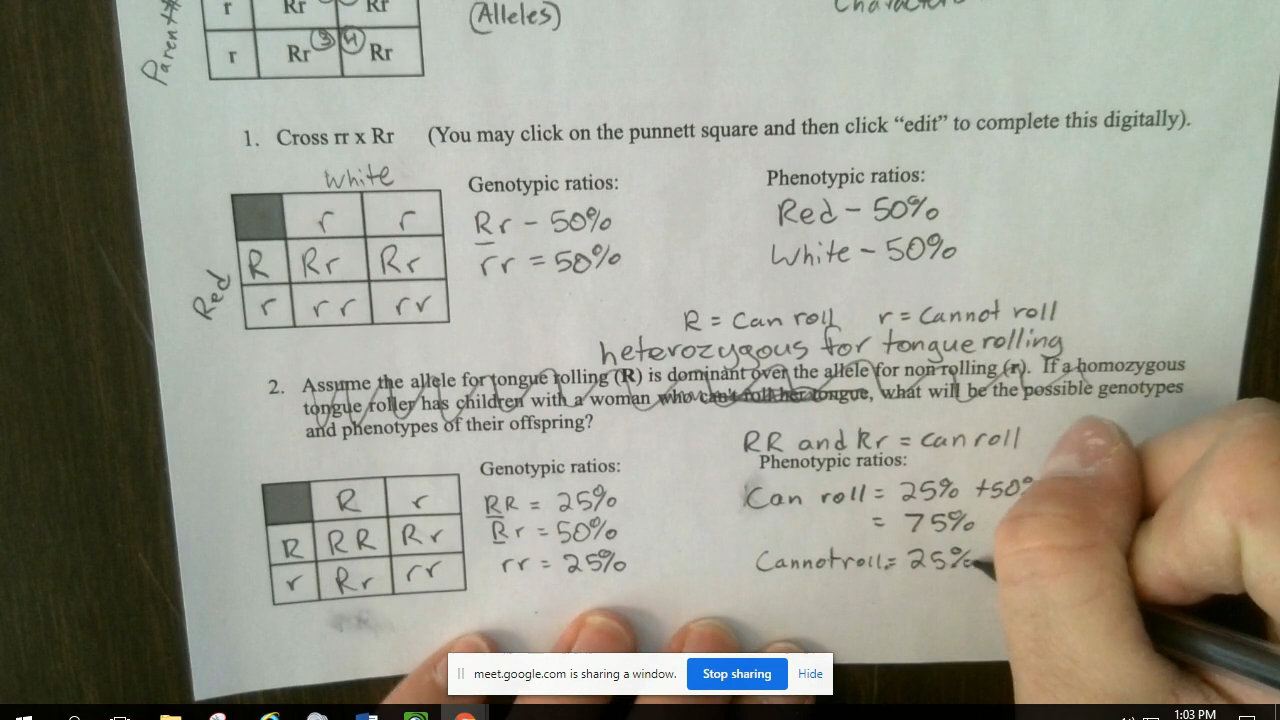 r Rr Rr
Parent#
(Alleles)
r Rr 3 4 Rr
1. Cross rr x Rr (You may click on the punnett square and then click “edit” to complete this digitally).
White
Genotypic ratios:
Phenotypic ratios:
r r
R Rr Rr
r rr rr
Red
Rr - 50%
rr = 50%
Red - 50%
White - 50%
R = Can roll r = Cannot roll
heterozygous for tongue rolling
2. Assume the allele for tongue rolling (R) is dominant over the allele for non rolling (r). If a homozygous
tongue roller has children with a woman who can't roll her tongue, what will be the possible genotypes
and phenotypes of their offspring?
RR and Rr = can roll
Genotypic ratios:
Phenotypic ratios:
R r
R RR Rr
r Rr rr
RR = 25%
Rr = 50%
rr = 25%
Can roll = 25% +50%
= 75%
Cannot roll = 25%
meet.google.com is sharing a window. Stop sharing Hide
1:03 PM